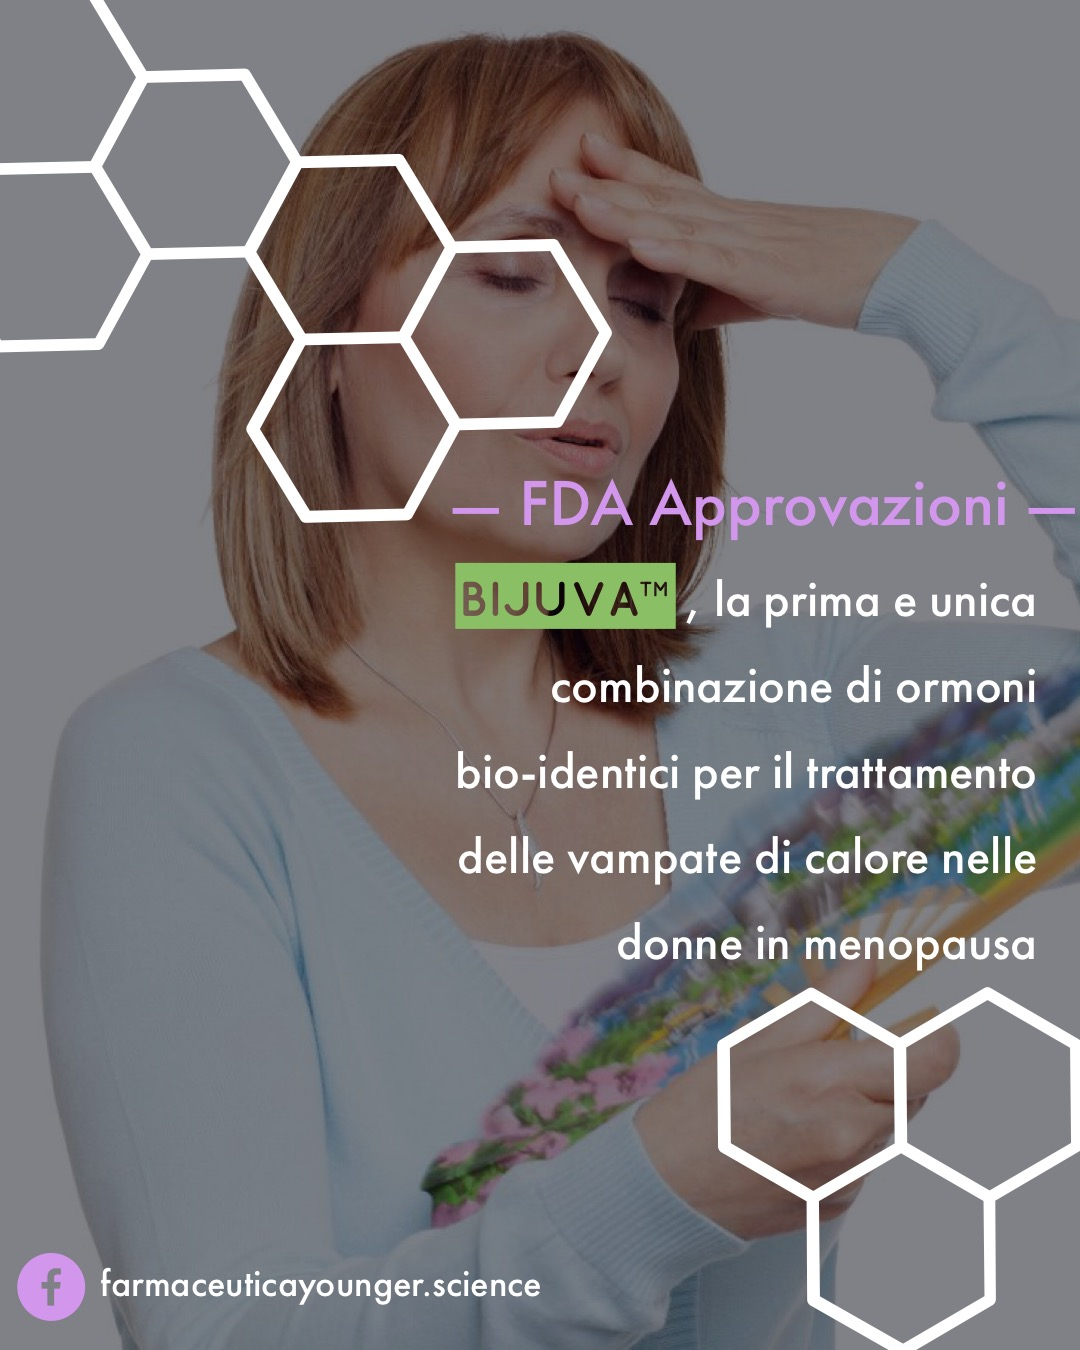 — FDA Approvazioni —
BIJUVA™, la prima e unica
combinazione di ormoni
bio-identici per il trattamento
delle vampate di calore nelle
donne in menopausa
farmaceuticayounger.science